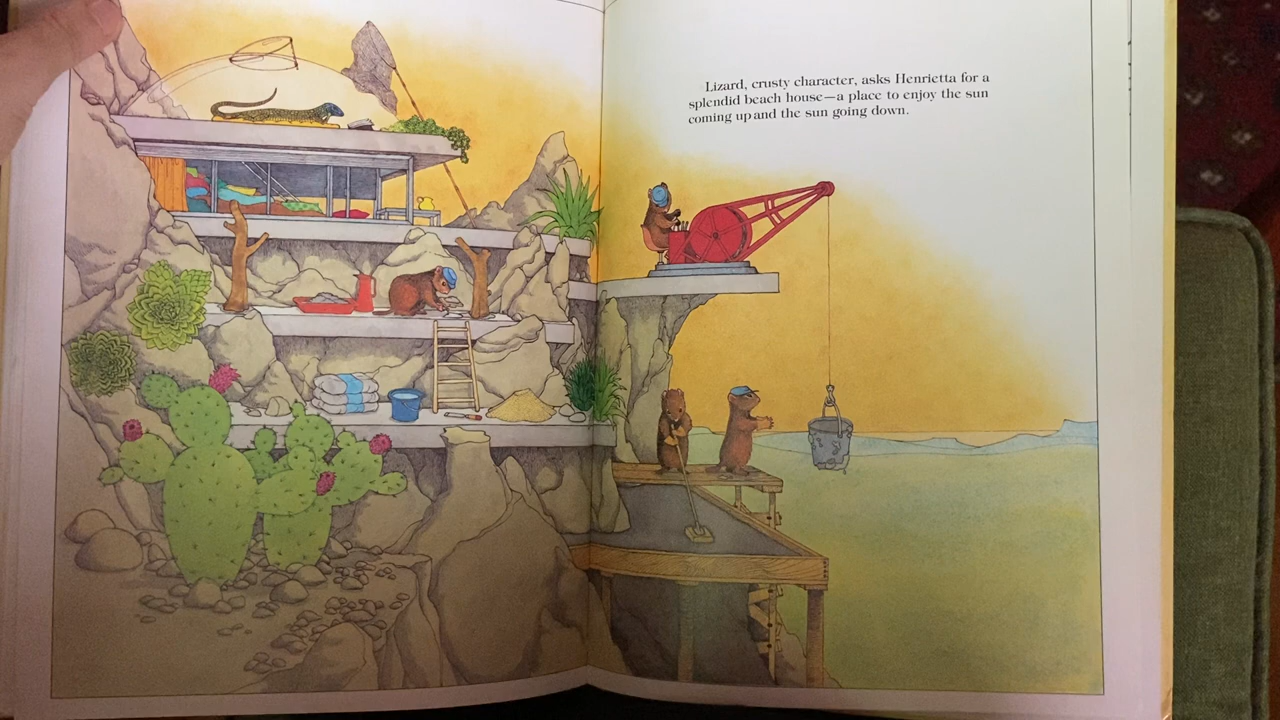 Lizard, crusty character, asks Henrietta for a
splendid beach house—a place to enjoy the sun
coming up and the sun going down.